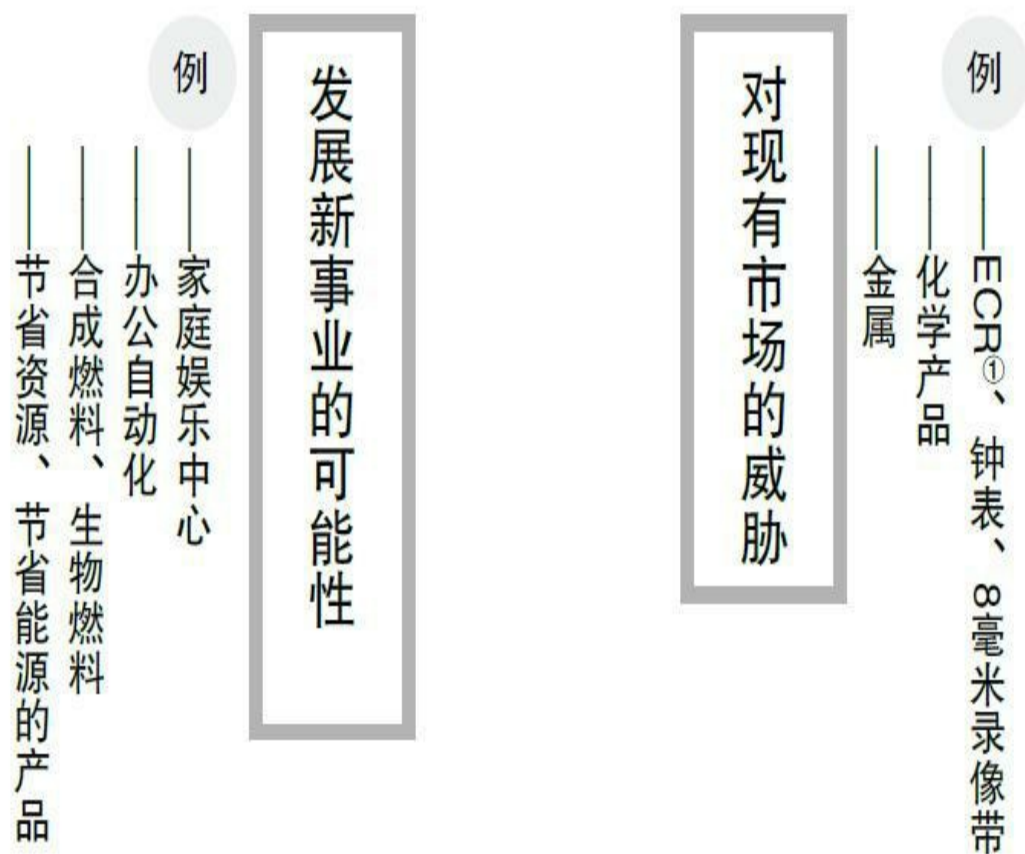 例
——ECR①、钟表、8毫米录像带
——化学产品
——金属
对现有市场的威胁
发展新事业的可能性
例
——家庭娱乐中心
——办公自动化
——合成燃料、生物燃料
——节省资源、节省能源的产品